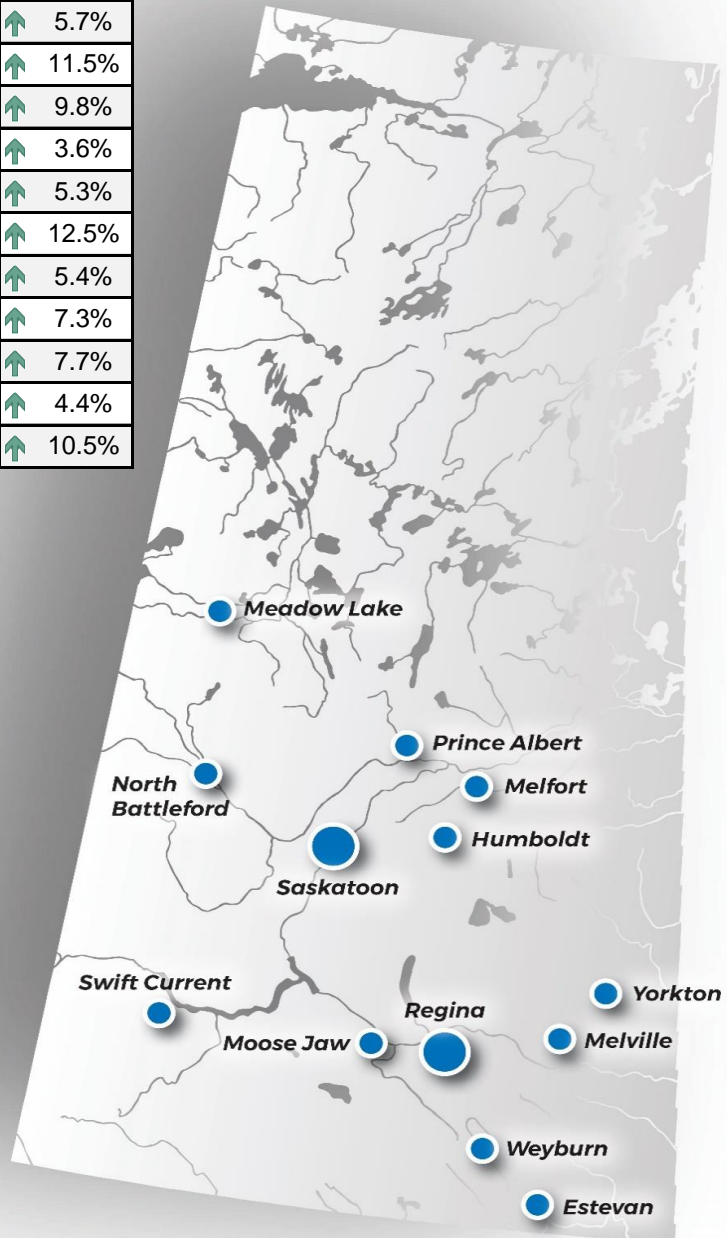 5.7%
11.5%
9.8%
3.6%
5.3%
12.5%
5.4%
7.3%
7.7%
4.4%
10.5%
Meadow Lake
Prince Albert
North
Battleford
Melfort
Humboldt
Saskatoon
Swift Current
Yorkton
Regina
Moose Jaw
Melville
Weyburn
Estevan